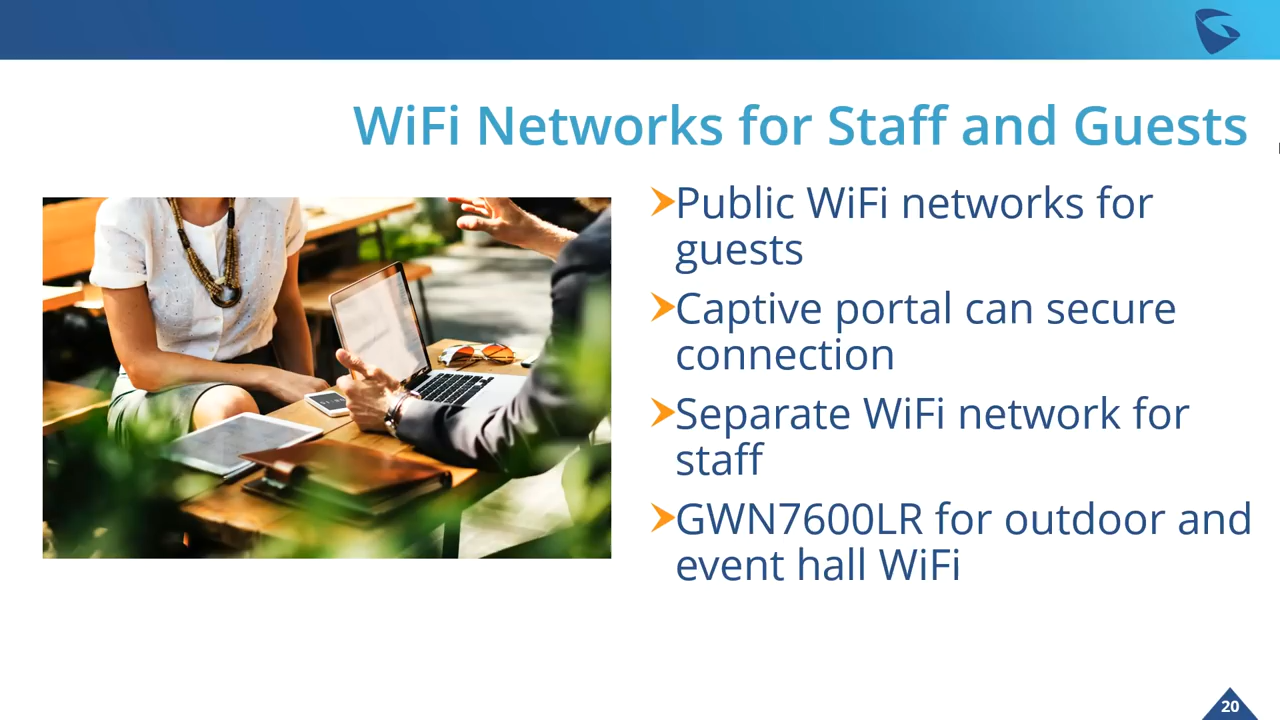 WiFi Networks for Staff and Guests
Public WiFi networks for
guests
Captive portal can secure
connection
Separate WiFi network for
staff
GWN7600LR for outdoor and
event hall WiFi
20